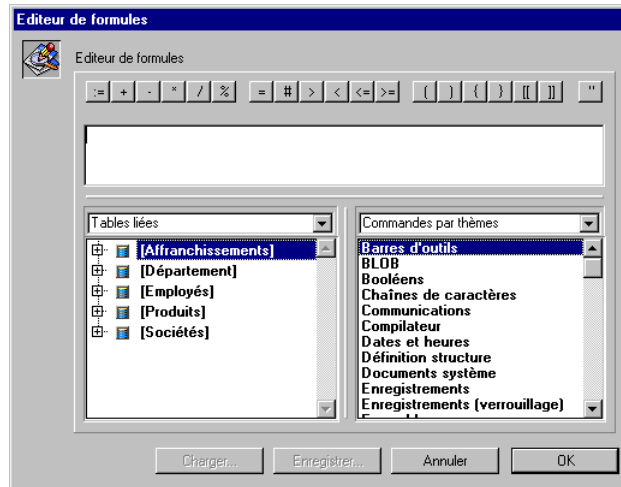 Editeur de formules
Editeur de formules
:= + - * / % = # > < <= >= ( ) { } [[ ]] "
Tables liées
Commandes par thèmes
[Affranchissements]
[Département]
[Employés]
[Produits]
[Sociétés]
Barres d'outils
BLOB
Booléens
Chaînes de caractères
Communications
Compilateur
Dates et heures
Définition structure
Documents système
Enregistrements
Enregistrements (verrouillage)
Charger... Enregistrer... Annuler OK